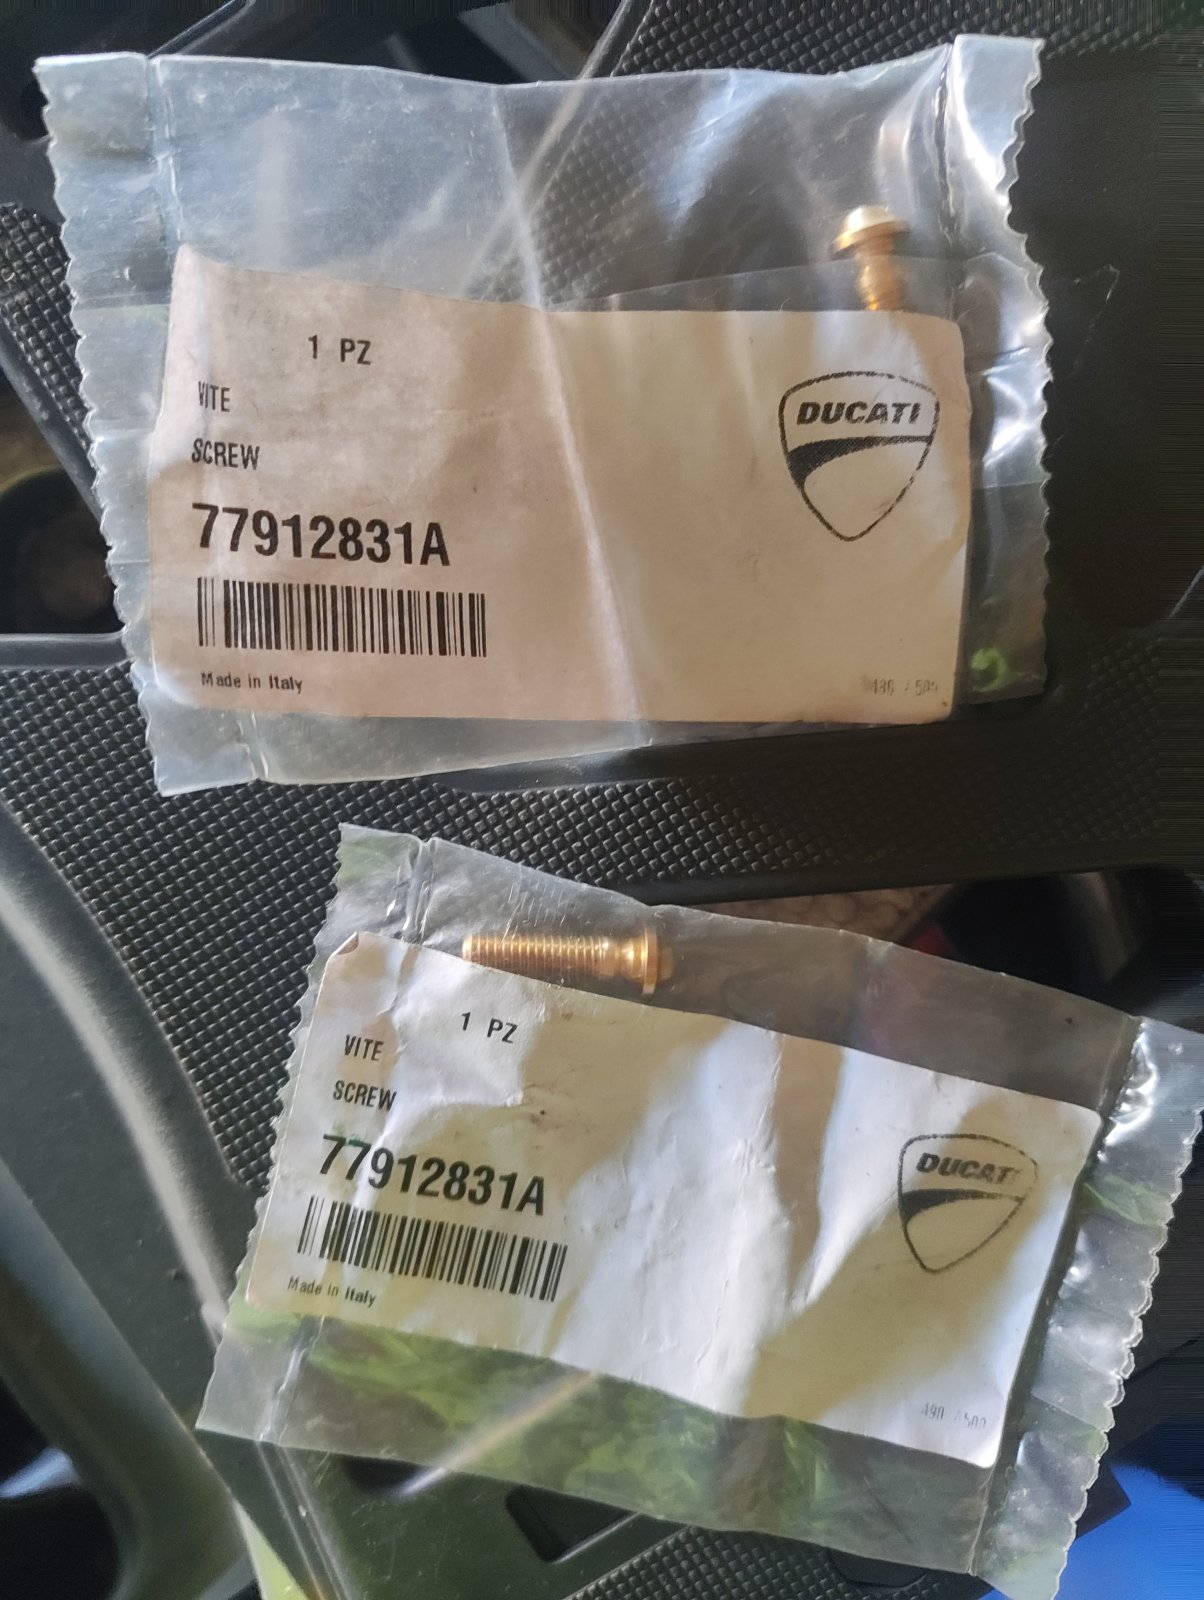 1 PZ
VITE
SCREW
DUCATI
77912831A
Made in Italy
1 PZ
VITE
SCREW
DUCATI
77912831A
Made in Italy